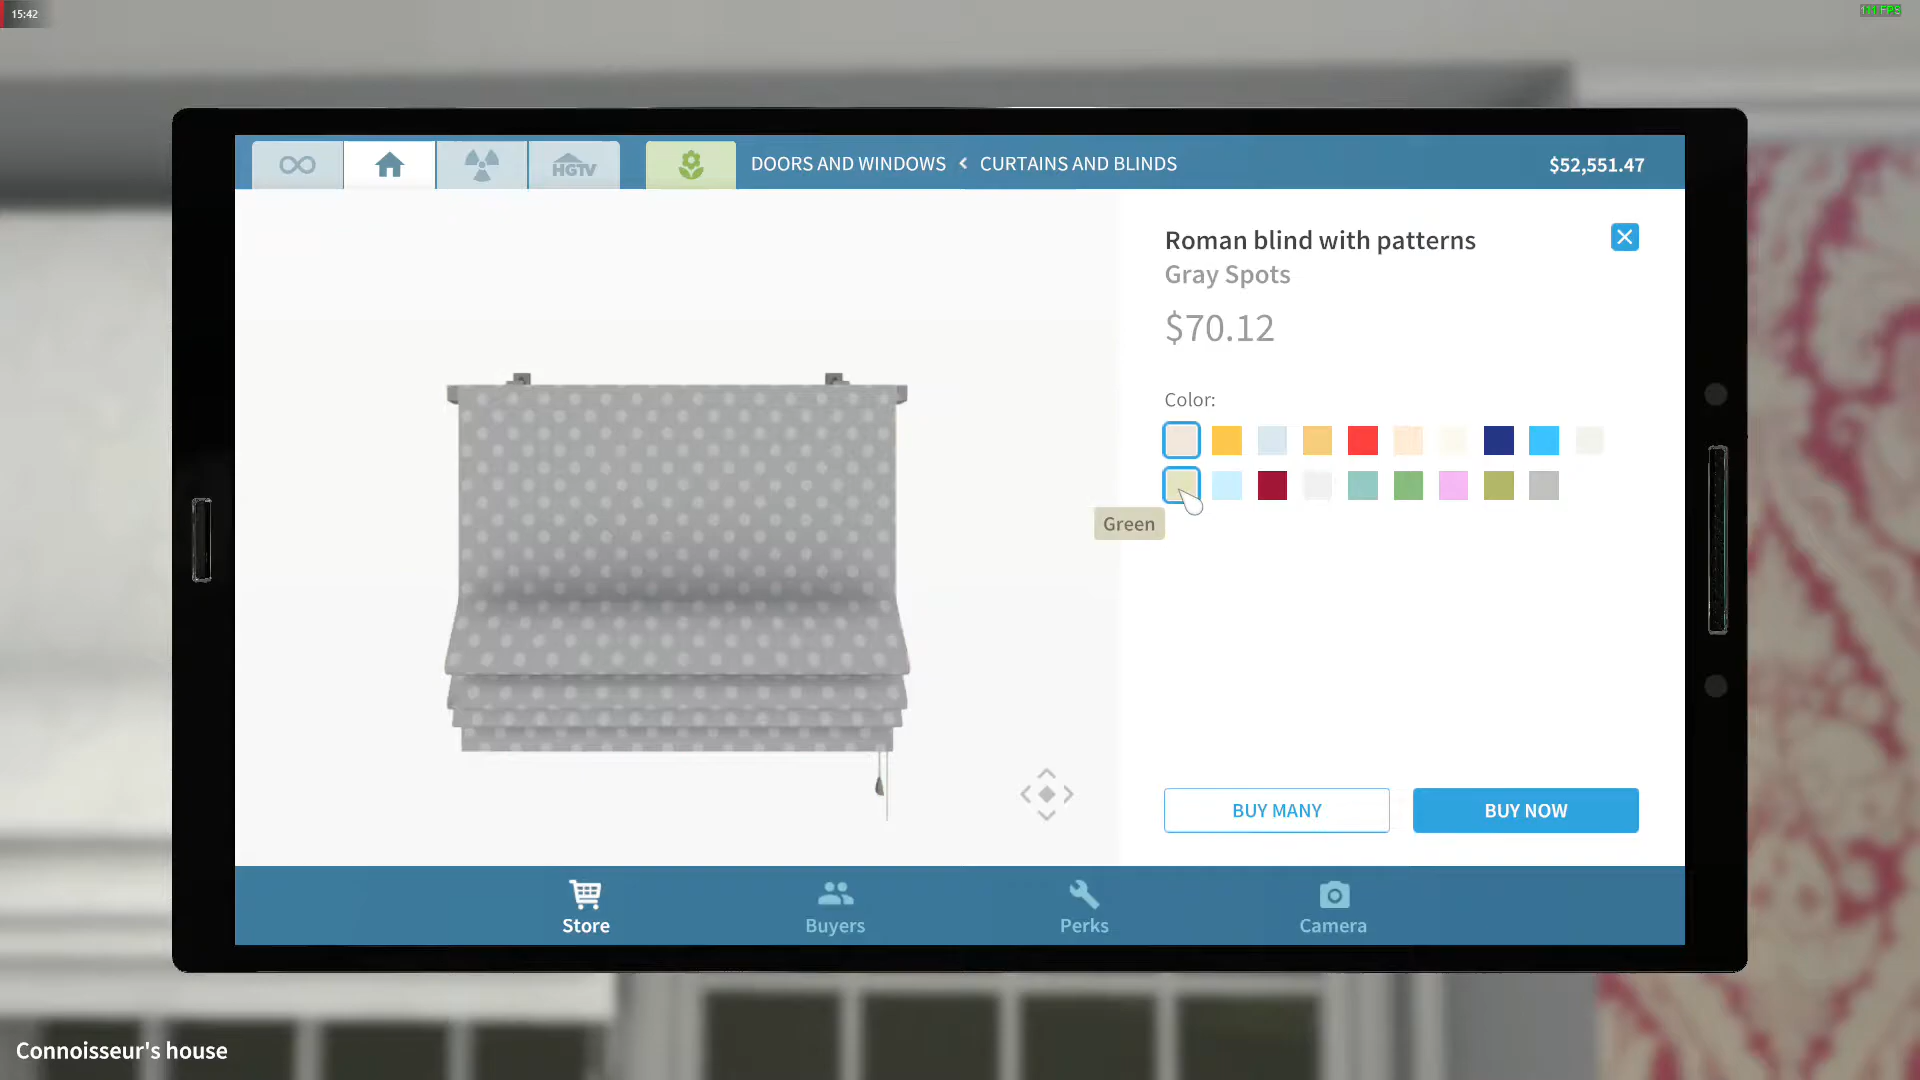 15:42
111 FPS
HGTV
DOORS AND WINDOWS < CURTAINS AND BLINDS
$52,551.47
Roman blind with patterns
Gray Spots
$70.12
Color:
Green
BUY MANY
BUY NOW
Store
Buyers
Perks
Camera
Connoisseur's house